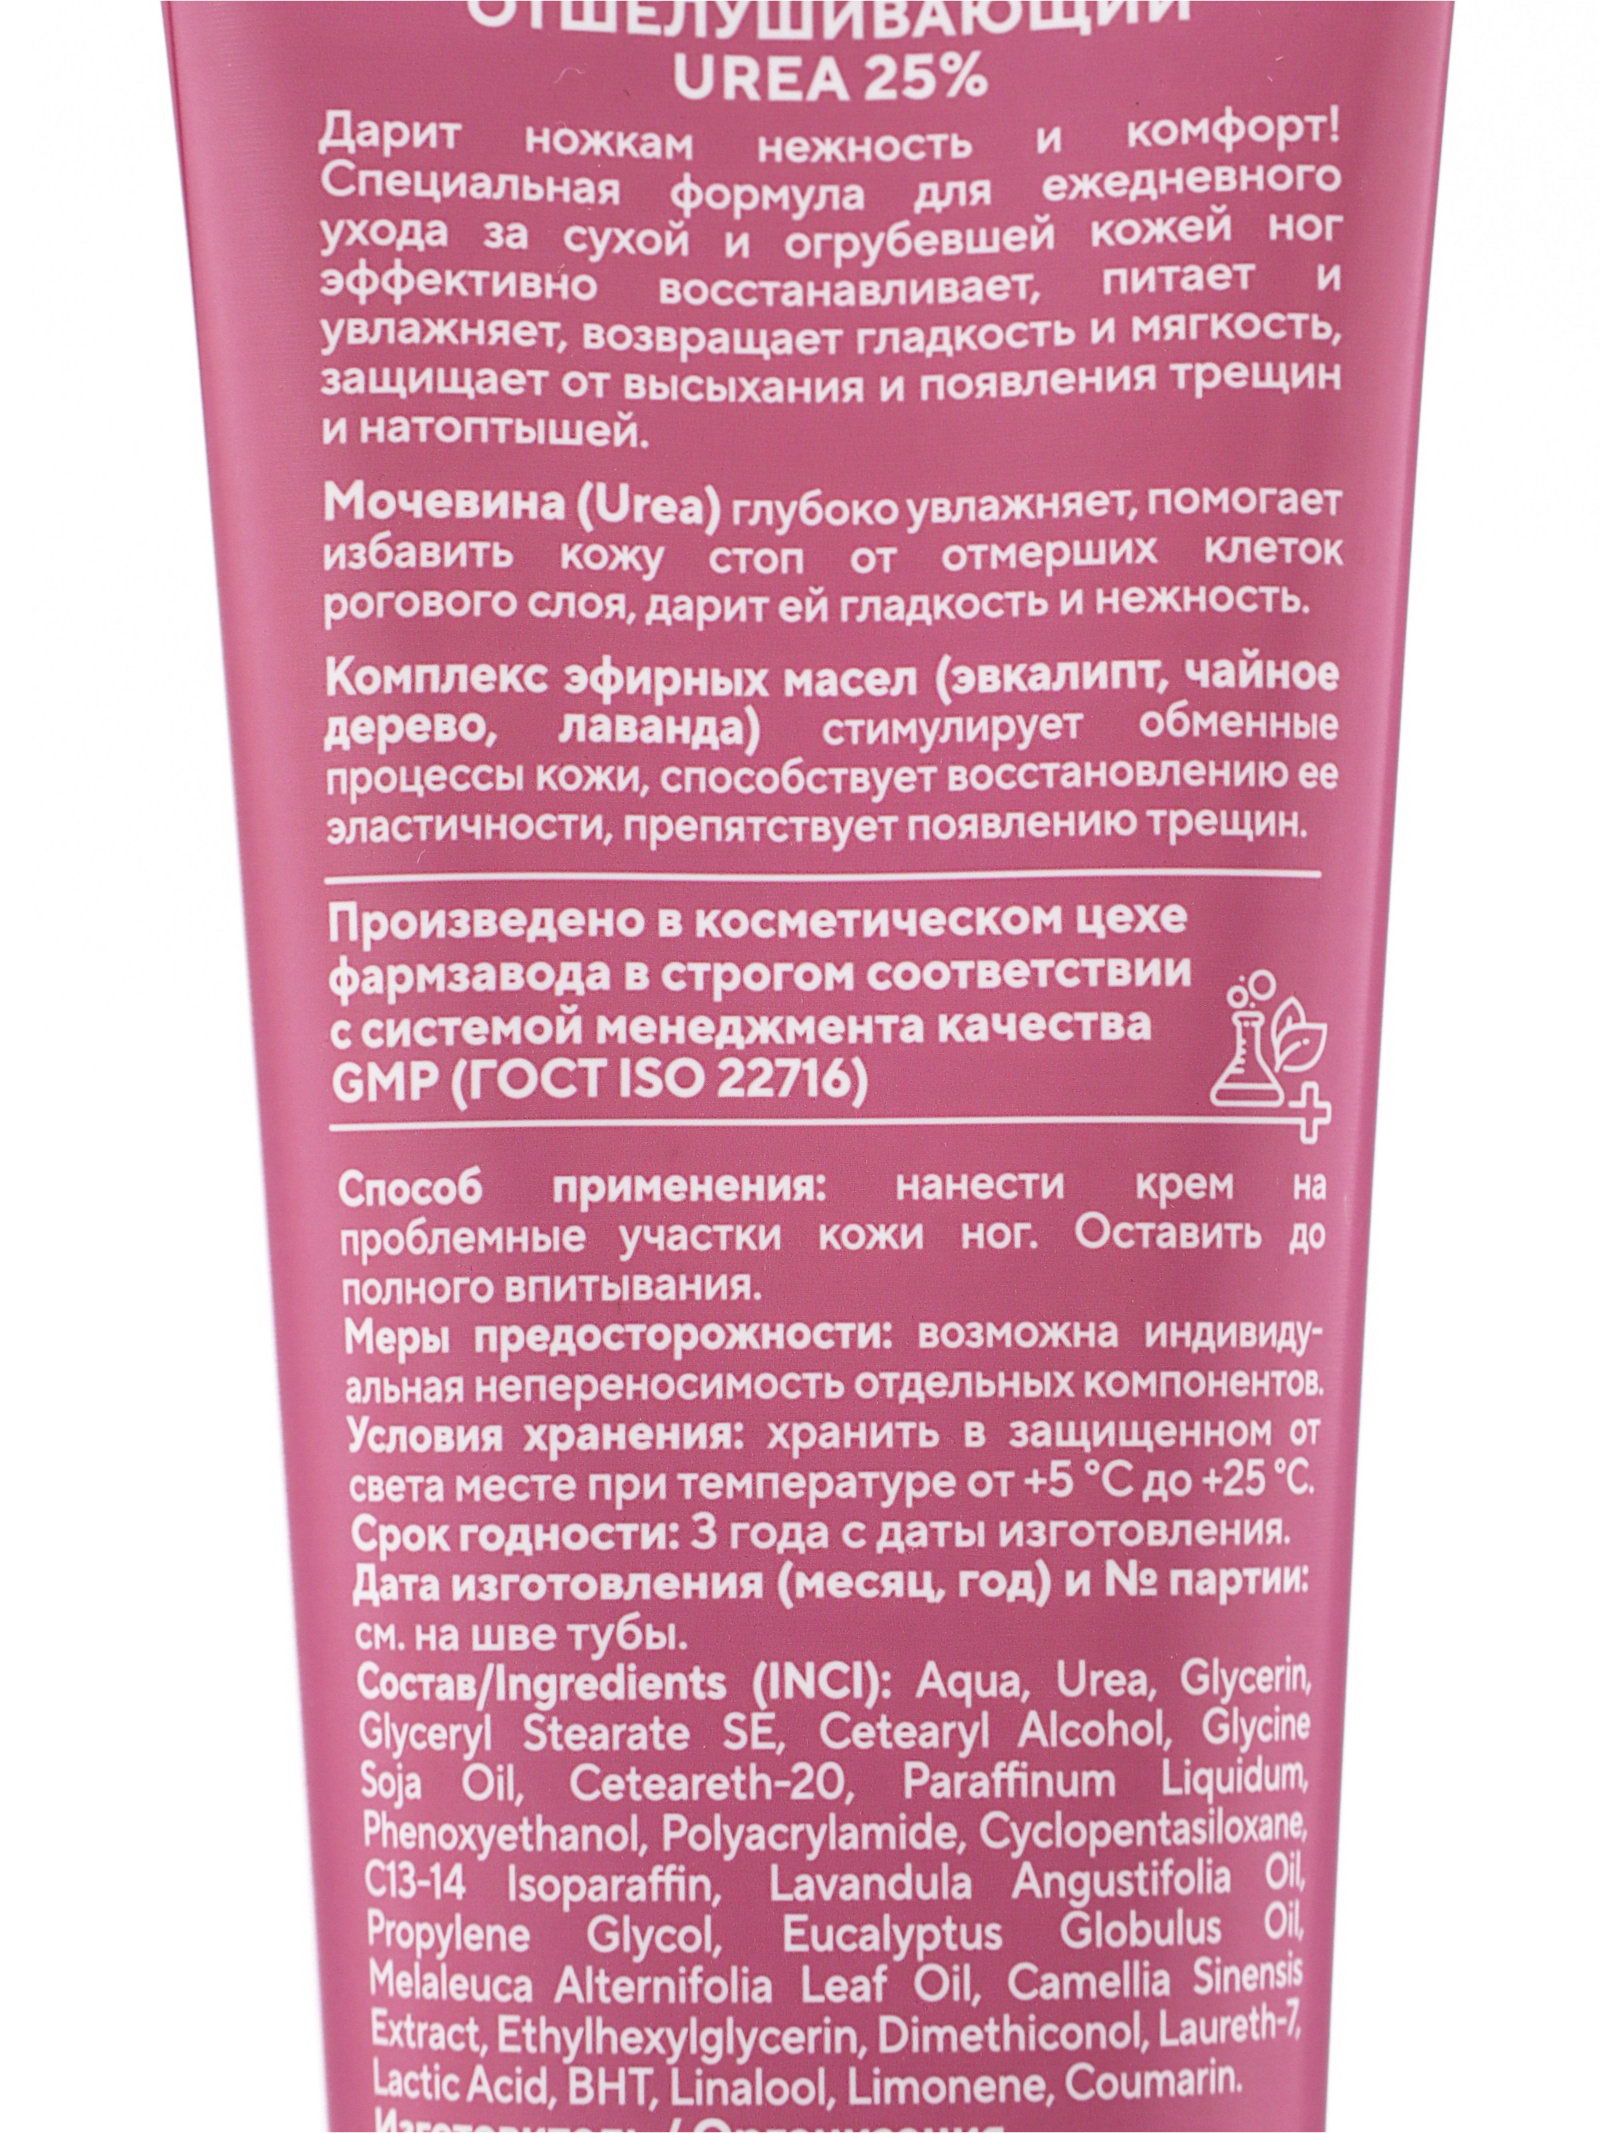 ОТШЕЛУШИВАЮЩИЙ
UREA 25%
Дарит ножкам нежность и комфорт!
Специальная формула для ежедневного
ухода за сухой и огрубевшей кожей ног
эффективно восстанавливает, питает и
увлажняет, возвращает гладкость и мягкость,
защищает от высыхания и появления трещин
и натоптышей.
Мочевина (Urea) глубоко увлажняет, помогает
избавить кожу стоп от отмерших клеток
рогового слоя, дарит ей гладкость и нежность.
Комплекс эфирных масел (эвкалипт, чайное
дерево, лаванда) стимулирует обменные
процессы кожи, способствует восстановлению ее
эластичности, препятствует появлению трещин.
Произведено в косметическом цехе
фармзавода в строгом соответствии
с системой менеджмента качества
GMP (ГОСТ ISO 22716)
Способ применения: нанести крем на
проблемные участки кожи ног. Оставить до
полного впитывания.
Меры предосторожности: возможна индивиду-
альная непереносимость отдельных компонентов.
Условия хранения: хранить в защищенном от
света месте при температуре от +5 °C до +25 °C.
Срок годности: 3 года с даты изготовления.
Дата изготовления (месяц, год) и № партии:
см. на шве тубы.
Состав/Ingredients (INCI): Aqua, Urea, Glycerin,
Glyceryl Stearate SE, Cetearyl Alcohol, Glycine
Soja Oil, Ceteareth-20, Paraffinum Liquidum,
Phenoxyethanol, Polyacrylamide, Cyclopentasiloxane,
C13-14 Isoparaffin, Lavandula Angustifolia Oil,
Propylene Glycol, Eucalyptus Globulus Oil,
Melaleuca Alternifolia Leaf Oil, Camellia Sinensis
Extract, Ethylhexylglycerin, Dimethiconol, Laureth-7,
Lactic Acid, BHT, Linalool, Limonene, Coumarin.
Изготовитель / Организация